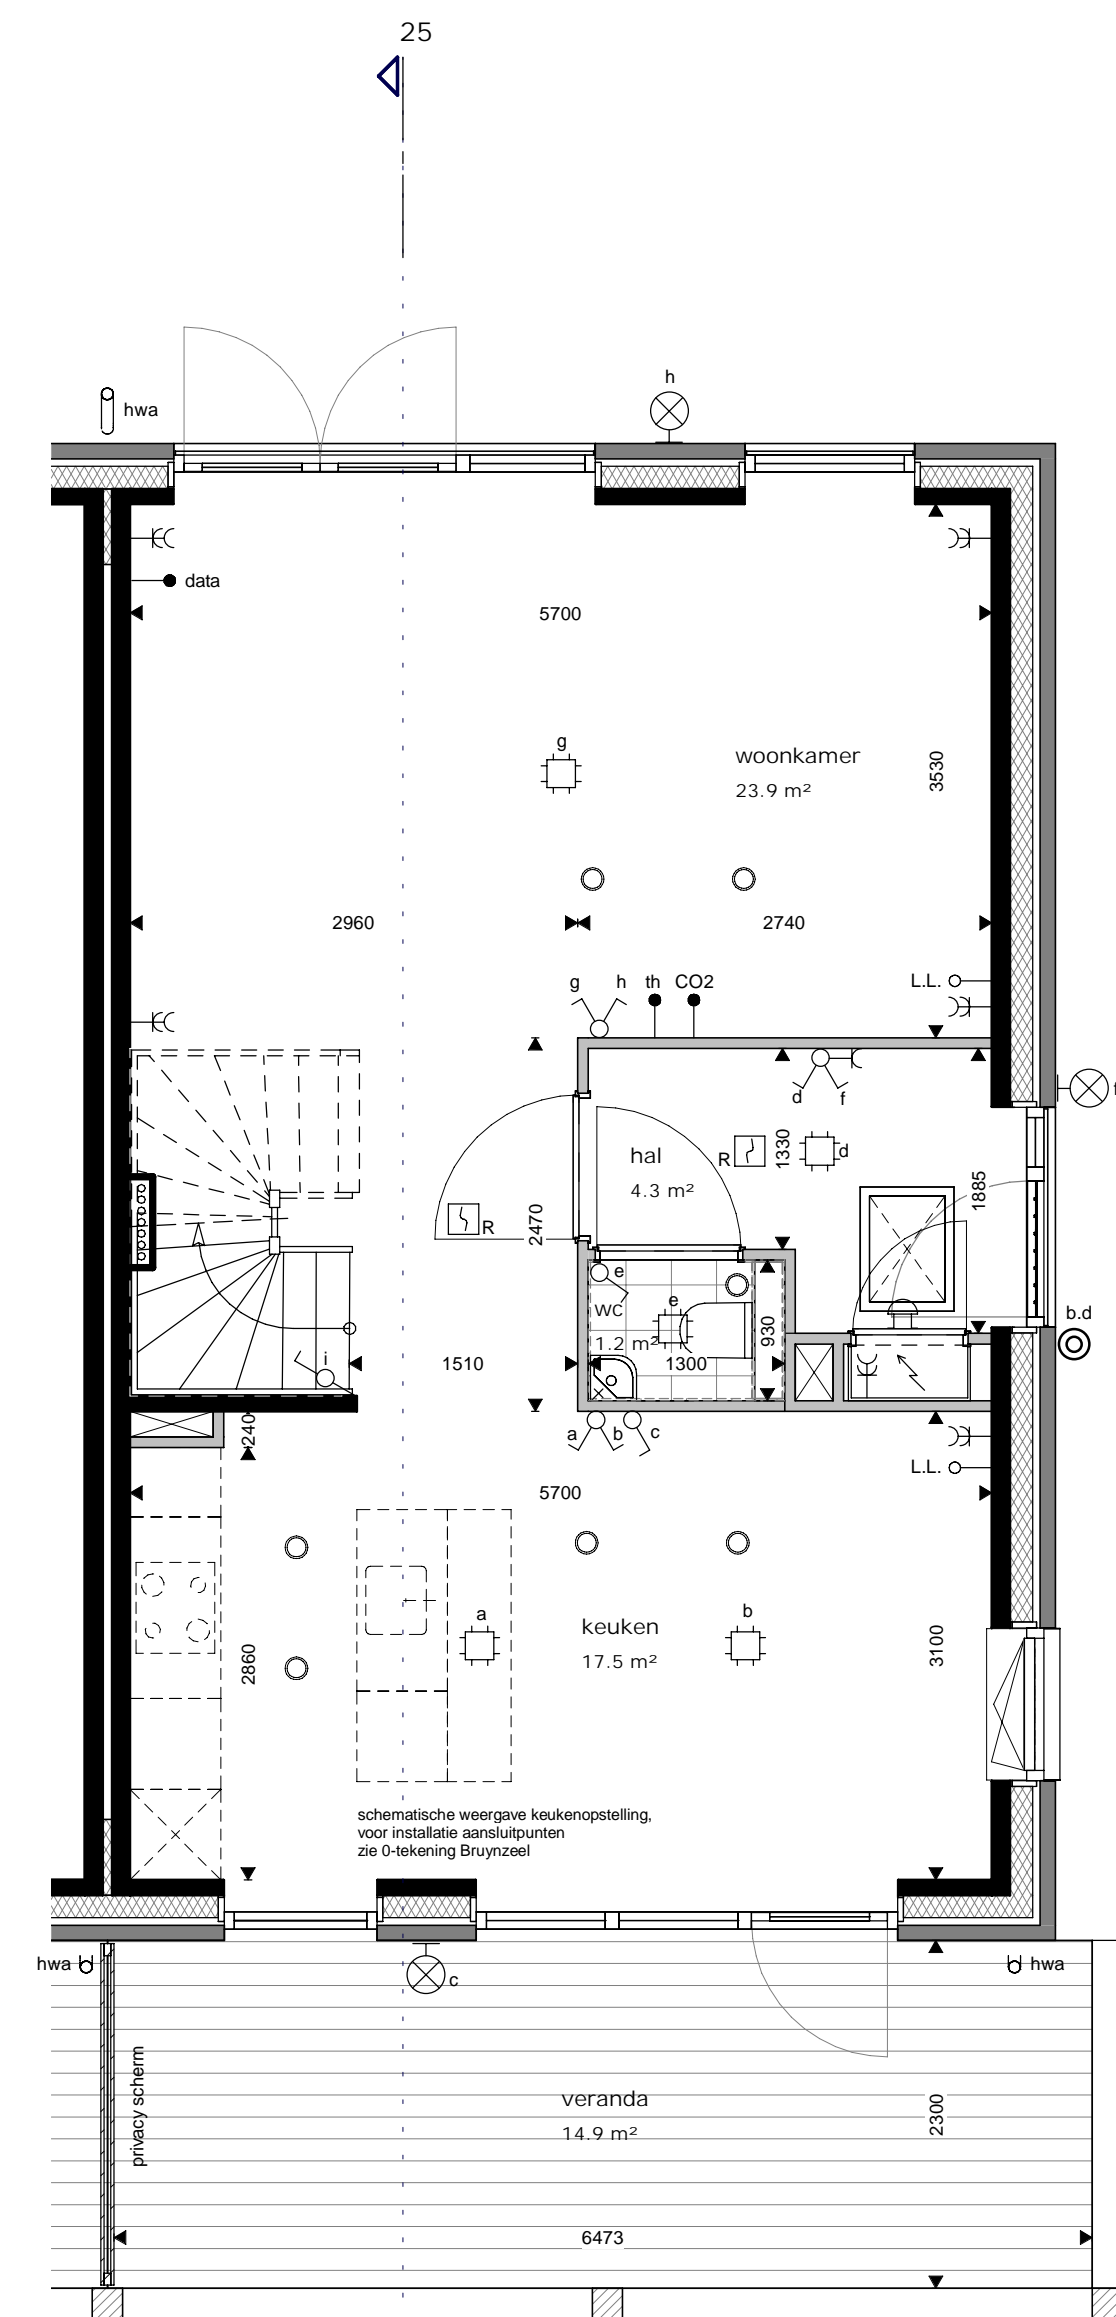 25
hwa
h
data
5700
g
woonkamer
23.9 m²
3530
2960
2740
g
h
th
CO2
L.L.
d
f
f
hal
4.3 m²
R
1330
d
1885
R
2470
e
wc
e
1.2 m²
930
b.d
i
1510
1300
240
a
b
c
L.L.
5700
a
keuken
17.5 m²
b
2860
3100
schematische weergave keukenopstelling,
voor installatie aansluitpunten
zie 0-tekening Bruynzeel
hwa
c
hwa
privacy scherm
veranda
14.9 m²
2300
6473